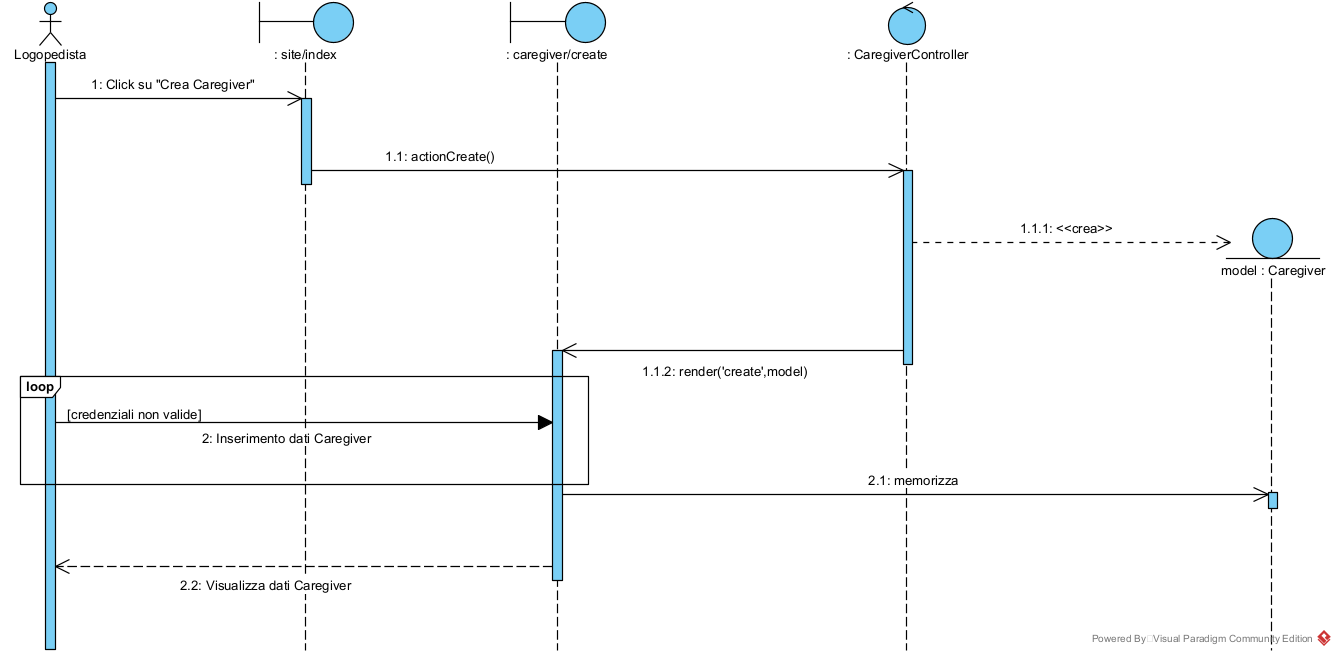 Logopedista
: site/index
: caregiver/create
: CaregiverController
1: Click su "Crea Caregiver"
1.1: actionCreate()
1.1.1: <<crea>>
model : Caregiver
1.1.2: render('create',model)
loop
[credenziali non valide]
2: Inserimento dati Caregiver
2.1: memorizza
2.2: Visualizza dati Caregiver
Powered By Visual Paradigm Community Edition